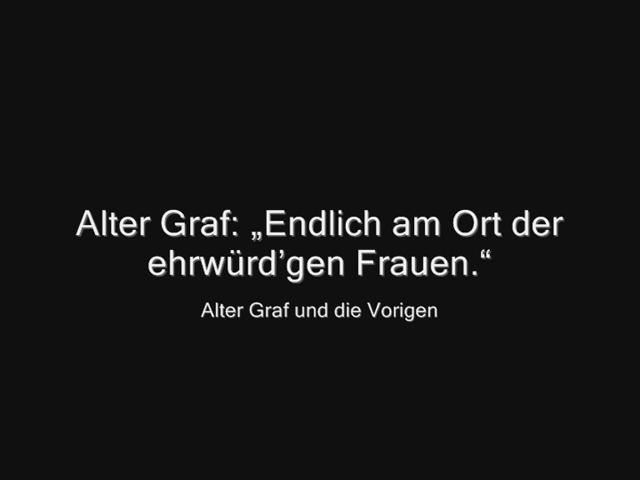 Alter Graf: „Endlich am Ort der
ehrwürd’gen Frauen.“
Alter Graf und die Vorigen